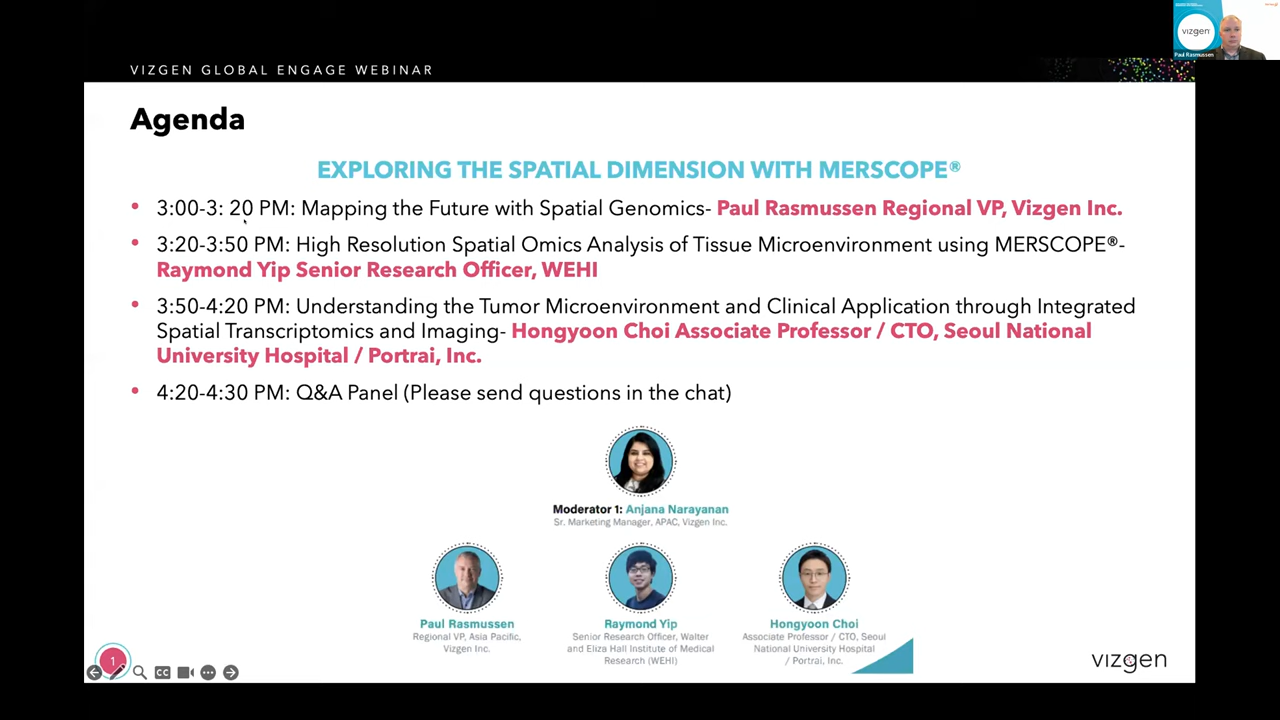 vizgen
Paul Rasmussen
VIZGEN GLOBAL ENGAGE WEBINAR
Agenda
EXPLORING THE SPATIAL DIMENSION WITH MERSCOPE®
• 3:00-3: 20 PM: Mapping the Future with Spatial Genomics- Paul Rasmussen Regional VP, Vizgen Inc.
• 3:20-3:50 PM: High Resolution Spatial Omics Analysis of Tissue Microenvironment using MERSCOPE®-
Raymond Yip Senior Research Officer, WEHI
• 3:50-4:20 PM: Understanding the Tumor Microenvironment and Clinical Application through Integrated
Spatial Transcriptomics and Imaging- Hongyoon Choi Associate Professor / CTO, Seoul National
University Hospital / Portrai, Inc.
• 4:20-4:30 PM: Q&A Panel (Please send questions in the chat)
Moderator 1: Anjana Narayanan
Sr. Marketing Manager, APAC, Vizgen Inc.
Paul Rasmussen
Regional VP, Asia Pacific,
Vizgen Inc.
Raymond Yip
Senior Research Officer, Walter
and Eliza Hall Institute of Medical
Research (WEHI)
Hongyoon Choi
Associate Professor / CTO, Seoul
National University Hospital
/ Portrai, Inc.
1
CC
vizgen